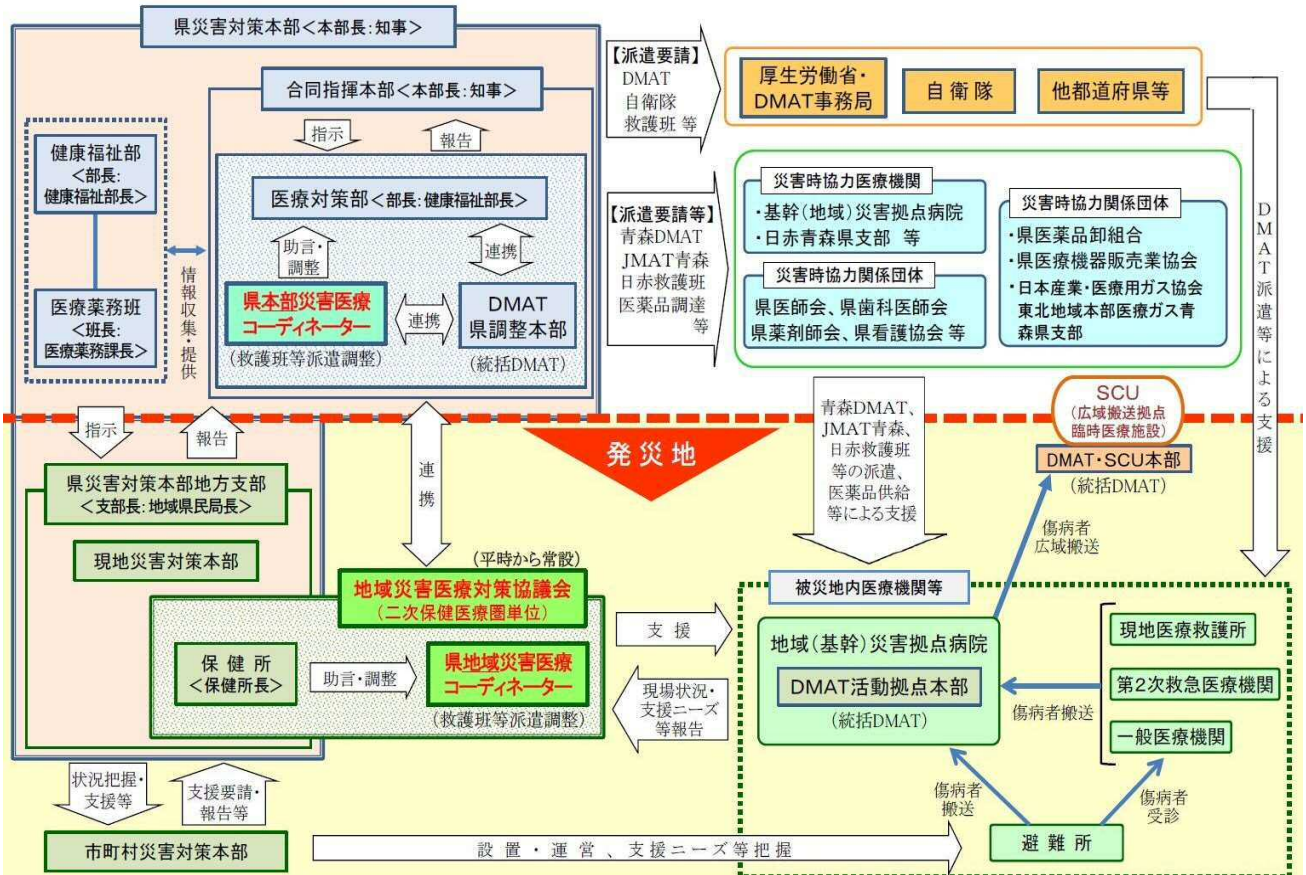 県災害対策本部<本部長:知事>
合同指揮本部<本部長:知事>
指示
報告
健康福祉部
<部長:
健康福祉部長>
医療薬務班
<班長:
医療薬務課長>
情報収集・提供
医療対策部<部長:健康福祉部長>
助言・
調整
連携
県本部災害医療
コーディネーター
(救護班等派遣調整)
連携
DMAT
県調整本部
(統括DMAT)
【派遣要請】
DMAT
自衛隊
救護班 等
厚生労働省・
DMAT事務局
自衛隊
他都道府県等
【派遣要請等】
青森DMAT
JMAT青森
日赤救護班
医薬品調達
等
災害時協力医療機関
・基幹(地域)災害拠点病院
・日赤青森県支部 等
災害時協力関係団体
県医師会、県歯科医師会
県薬剤師会、県看護協会 等
災害時協力関係団体
・県医薬品卸組合
・県医療機器販売業協会
・日本産業・医療用ガス協会
東北地域本部医療ガス青
森県支部
DMAT派遣等による支援
指示
報告
連携
発災地
青森DMAT、
JMAT青森、
日赤救護班
等の派遣、
医薬品供給
等による支援
SCU
(広域搬送拠点
臨時医療施設)
DMAT・SCU本部
(統括DMAT)
傷病者
広域搬送
県災害対策本部地方支部
<支部長:地域県民局長>
現地災害対策本部
(平時から常設)
地域災害医療対策協議会
(二次保健医療圏単位)
保健所
<保健所長>
助言・調整
県地域災害医療
コーディネーター
(救護班等派遣調整)
支援
現場状況・
支援ニーズ
等報告
被災地内医療機関等
地域(基幹)災害拠点病院
DMAT活動拠点本部
(統括DMAT)
傷病者搬送
現地医療救護所
第2次救急医療機関
一般医療機関
傷病者
搬送
傷病者
受診
避難所
状況把握・
支援等
支援要請・
報告等
市町村災害対策本部
設置・運営、支援ニーズ等把握